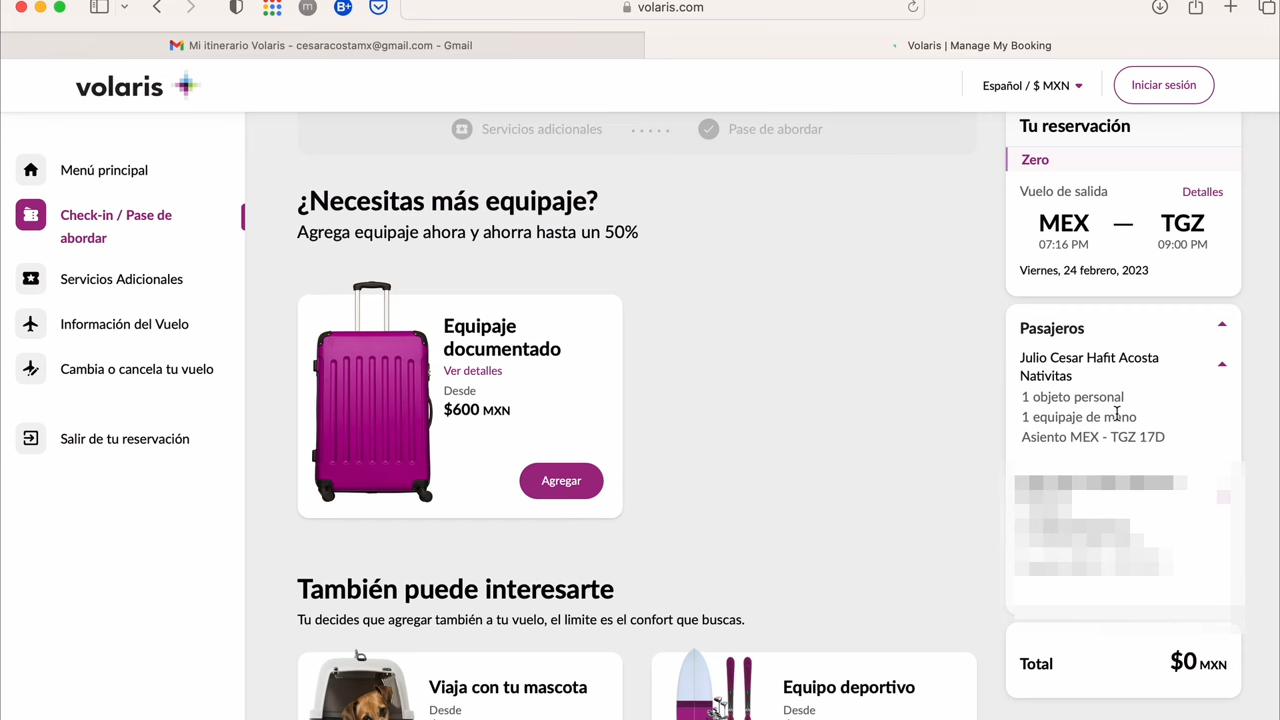 volaris.com
Mi itinerario Volaris - cesaracostamx@gmail.com - Gmail
Volaris | Manage My Booking
volaris
Español / $ MXN
Iniciar sesión
Menú principal
Check-in / Pase de
abordar
Servicios Adicionales
Información del Vuelo
Cambia o cancela tu vuelo
Salir de tu reservación
Servicios adicionales
Pase de abordar
¿Necesitas más equipaje?
Agrega equipaje ahora y ahorra hasta un 50%
Equipaje
documentado
Ver detalles
Desde
$600 MXN
Agregar
También puede interesarte
Tu decides que agregar también a tu vuelo, el limite es el confort que buscas.
Viaja con tu mascota
Desde
Equipo deportivo
Desde
Tu reservación
Zero
Vuelo de salida
Detalles
MEX — TGZ
07:16 PM
09:00 PM
Viernes, 24 febrero, 2023
Pasajeros
Julio Cesar Hafit Acosta
Nativitas
1 objeto personal
1 equipaje de mano
Asiento MEX - TGZ 17D
Total
$0 MXN